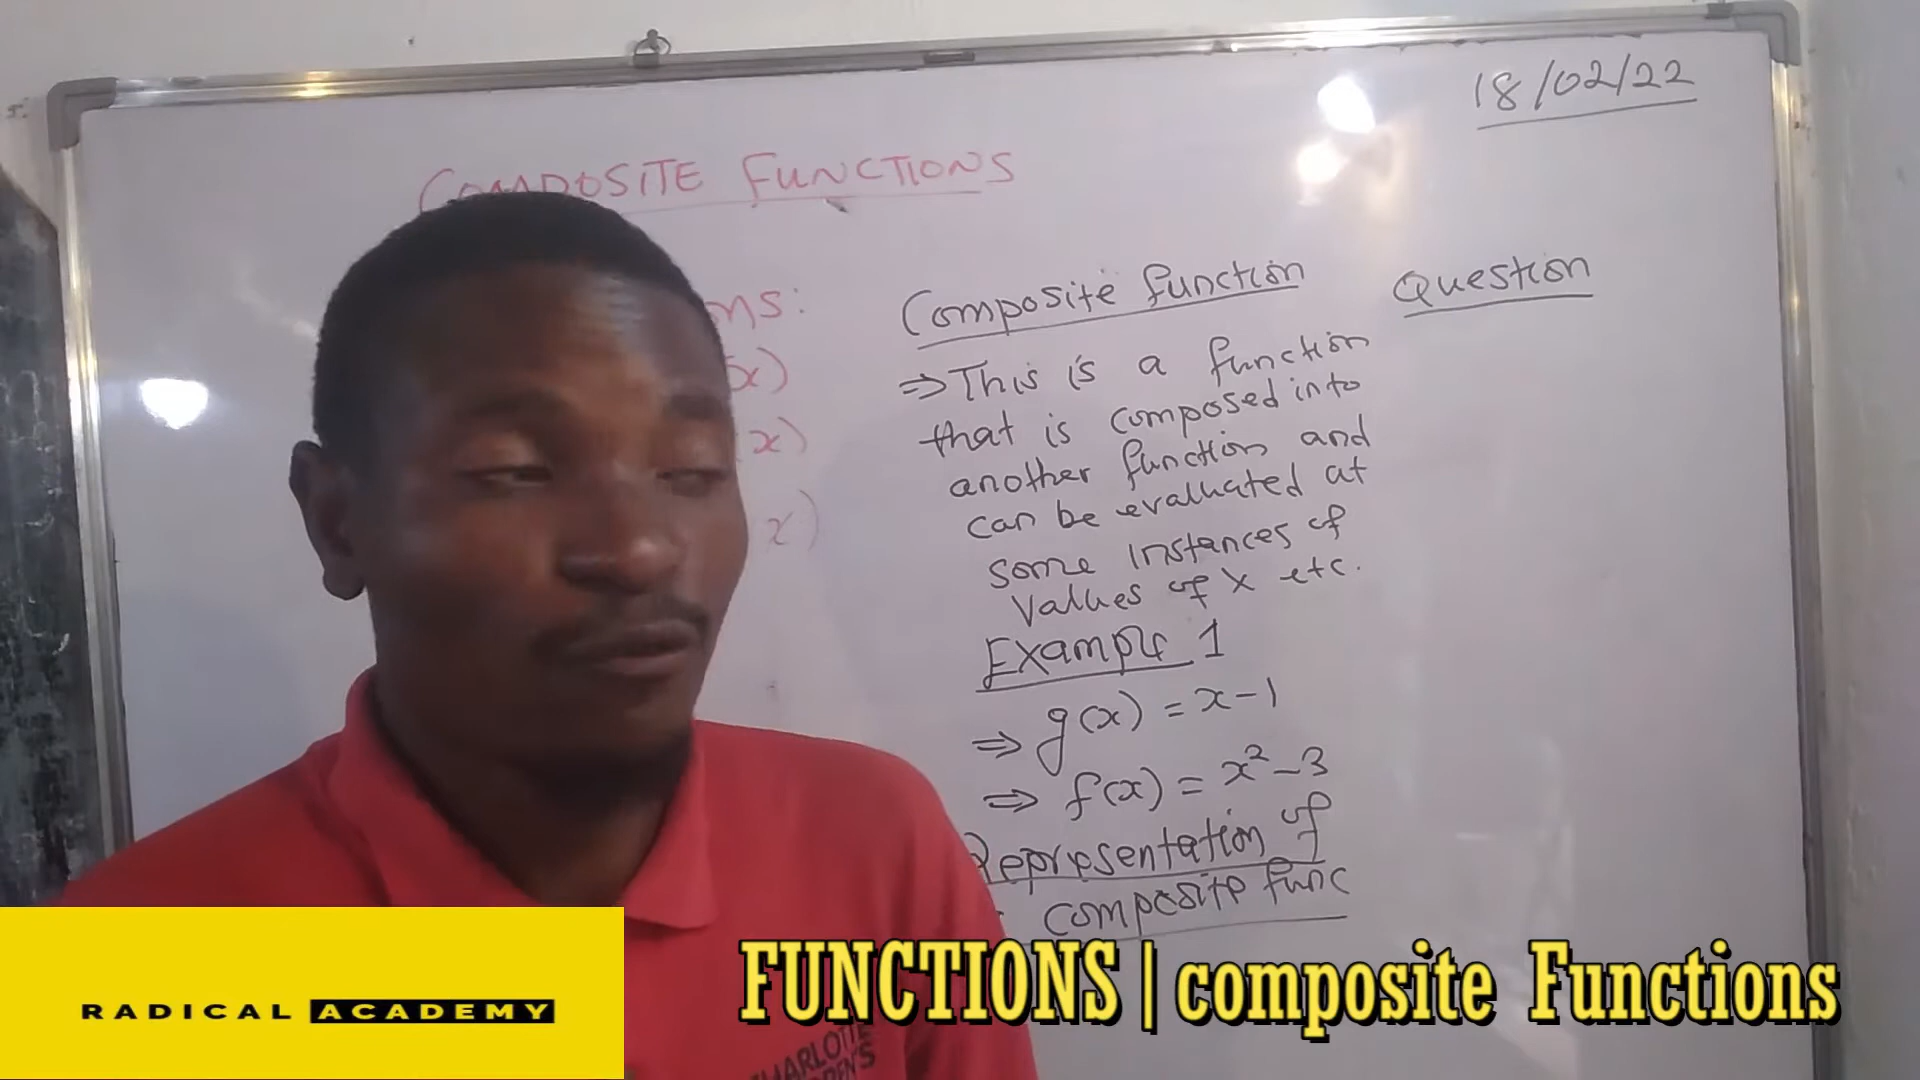 18/02/22
COMPOSITE FUNCTIONS
Composite function
⇒ This is a function
that is composed into
another function and
can be evaluated at
some instances of
values of x etc.
Example 1
⇒ g(x) = x-1
⇒ f(x) = x²-3
Representation of
composite func
Question
RADICAL ACADEMY
FUNCTIONS | composite Functions